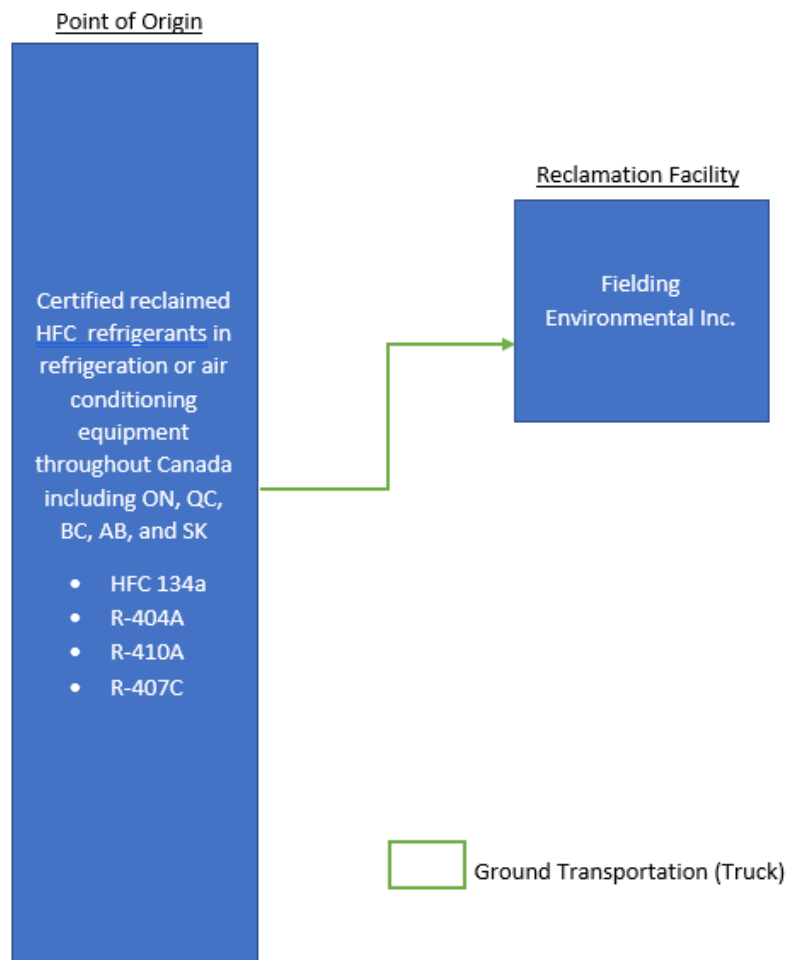 Point of Origin
Certified reclaimed
HFC refrigerants in
refrigeration or air
conditioning
equipment
throughout Canada
including ON, QC,
BC, AB, and SK
• HFC 134a
• R-404A
• R-410A
• R-407C
Reclamation Facility
Fielding
Environmental Inc.
Ground Transportation (Truck)